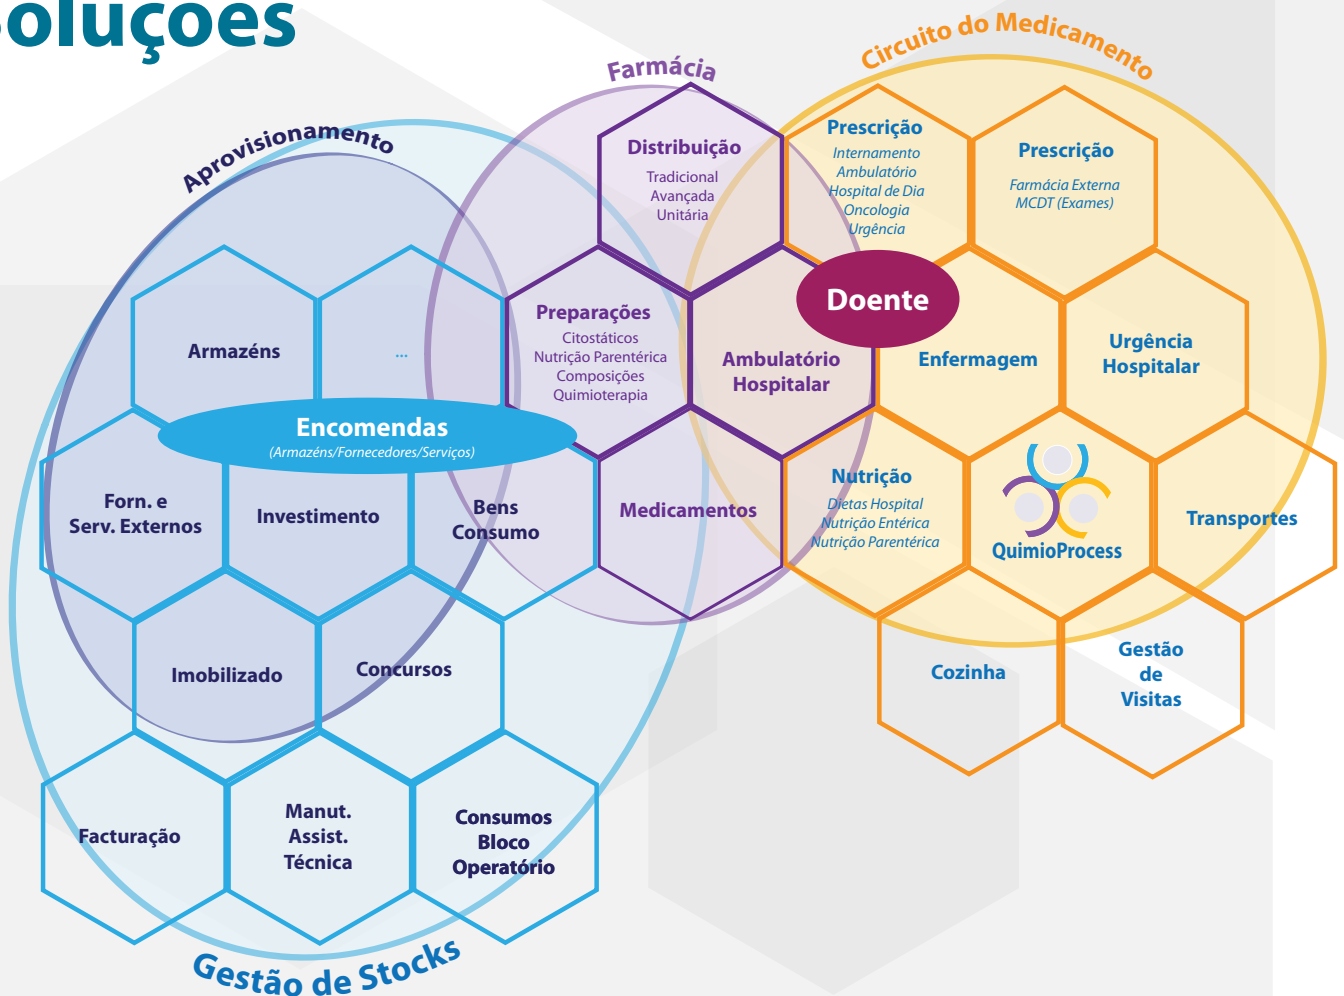 Soluções
Circuito do Medicamento
Farmácia
Aprovisionamento
Distribuição
Tradicional
Avançada
Unitária
Prescrição
Internamento
Ambulatório
Hospital de Dia
Oncologia
Urgência
Prescrição
Farmácia Externa
MCDT (Exames)
Doente
Armazéns
...
Preparações
Citostáticos
Nutrição Parentérica
Composições
Quimioterapia
Ambulatório
Hospitalar
Enfermagem
Urgência
Hospitalar
Encomendas
(Armazéns/Fornecedores/Serviços)
Forn. e
Serv. Externos
Investimento
Bens
Consumo
Medicamentos
Nutrição
Dietas Hospital
Nutrição Entérica
Nutrição Parentérica
QuimioProcess
Transportes
Imobilizado
Concursos
Cozinha
Gestão
de
Visitas
Facturação
Manut.
Assist.
Técnica
Consumos
Bloco
Operatório
Gestão de Stocks